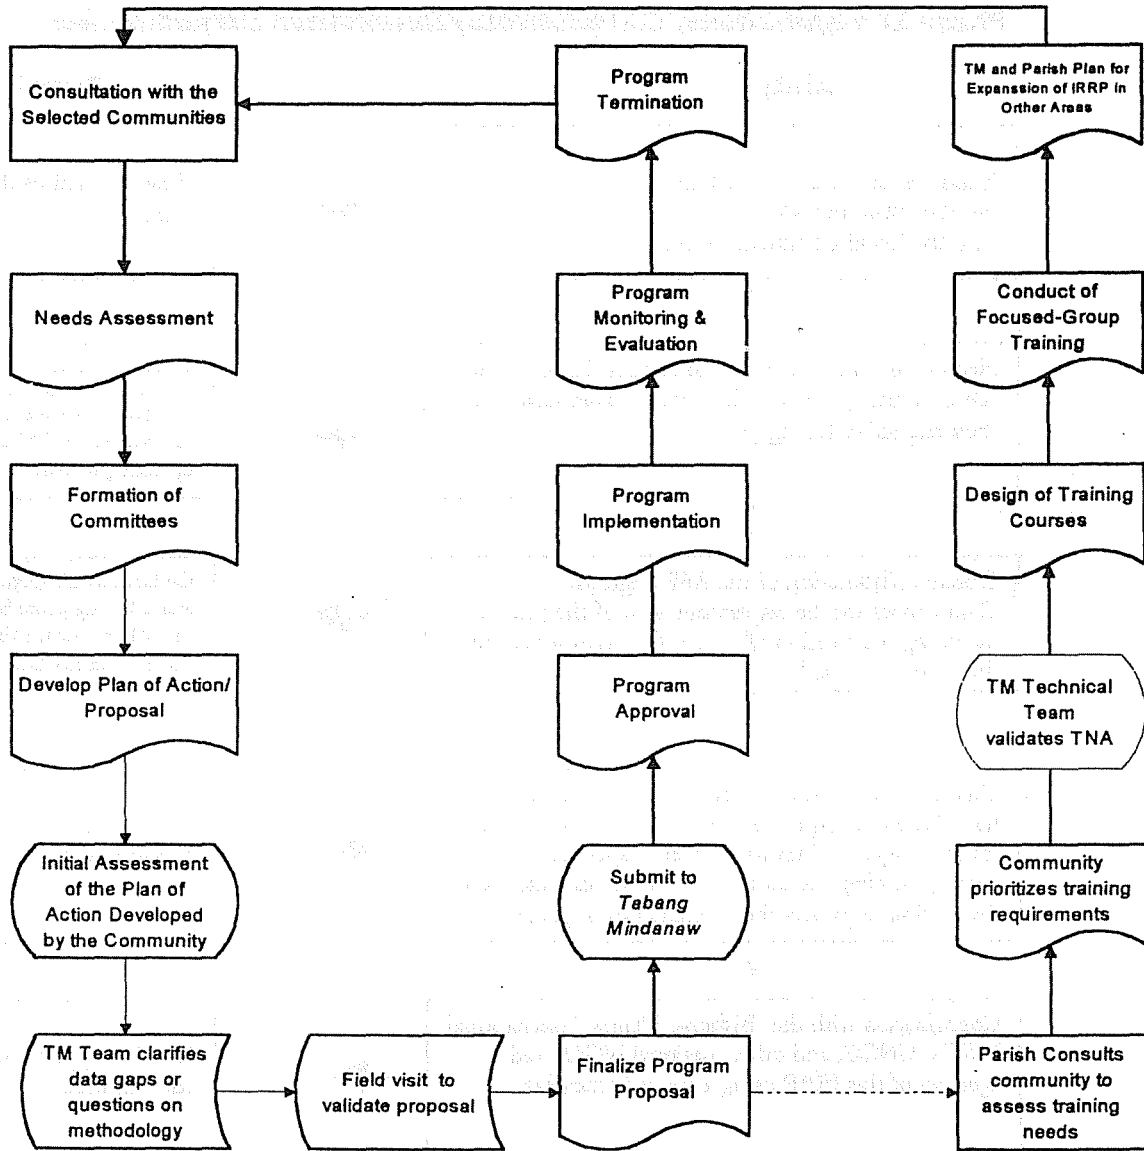 Consultation with the
Selected Communities
Needs Assessment
Formation of
Committees
Develop Plan of Action/
Proposal
Initial Assessment
of the Plan of
Action Developed
by the Community
TM Team clarifies
data gaps or
questions on
methodology
Field visit to
validate proposal
Finalize Program
Proposal
Submit to
Tabang
Mindanaw
Program
Approval
Program
Implementation
Program
Monitoring &
Evaluation
Program
Termination
Parish Consults
community to
assess training
needs
Community
prioritizes training
requirements
TM Technical
Team
validates TNA
Design of Training
Courses
Conduct of
Focused-Group
Training
TM and Parish Plan for
Expanssion of IRRP in
Orther Areas